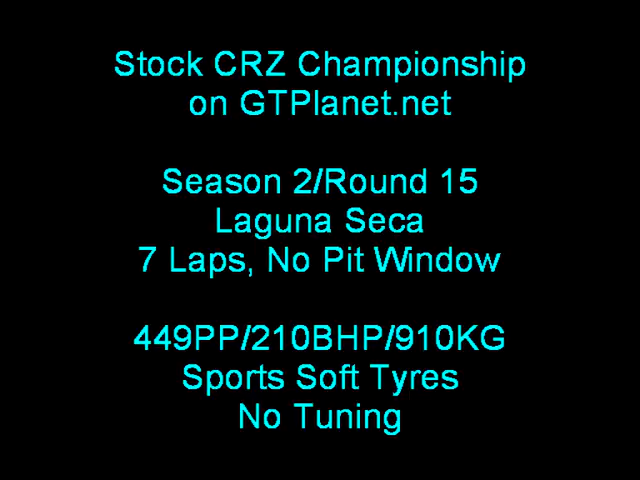 Stock CRZ Championship
on GTPlanet.net
Season 2/Round 15
Laguna Seca
7 Laps, No Pit Window
449PP/210BHP/910KG
Sports Soft Tyres
No Tuning